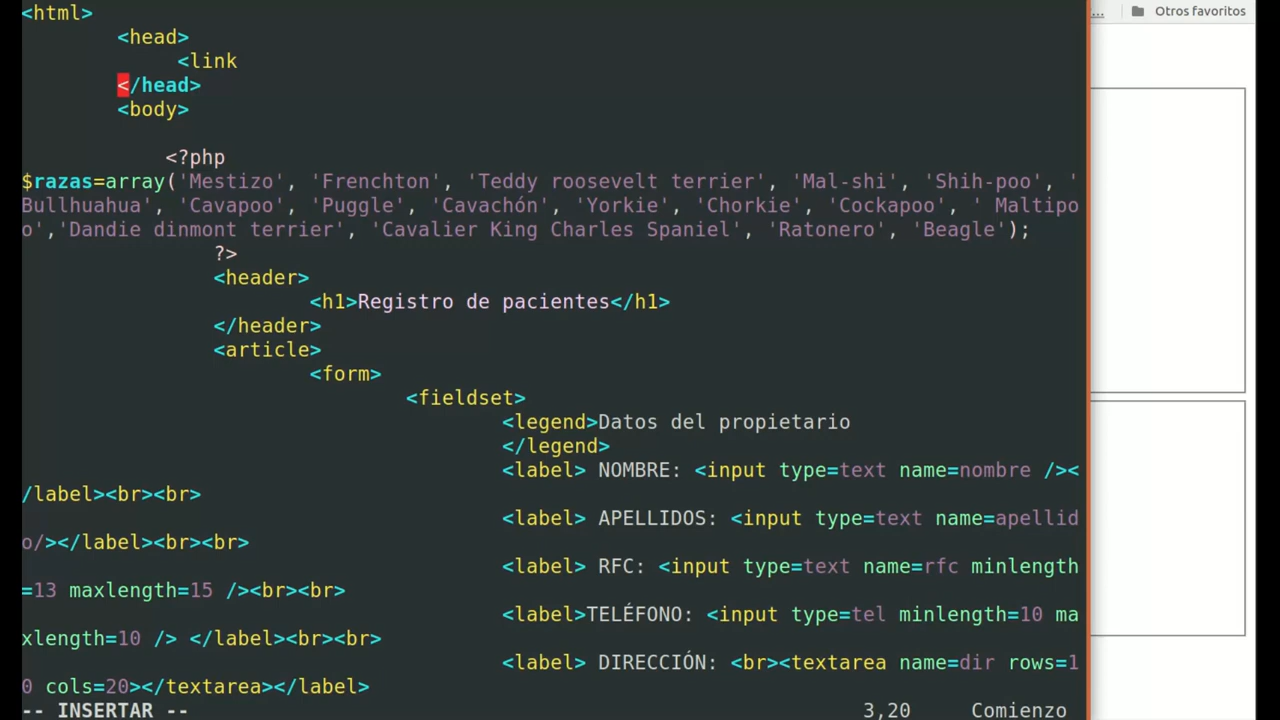 <html>
<head>
<link
</head>
<body>
<?php
$razas=array('Mestizo', 'Frenchton', 'Teddy roosevelt terrier', 'Mal-shi', 'Shih-poo', '
Bullhuahua', 'Cavapoo', 'Puggle', 'Cavachón', 'Yorkie', 'Chorkie', 'Cockapoo', ' Maltipo
o','Dandie dinmont terrier', 'Cavalier King Charles Spaniel', 'Ratonero', 'Beagle');
?>
<header>
<h1>Registro de pacientes</h1>
</header>
<article>
<form>
<fieldset>
<legend>Datos del propietario
</legend>
<label> NOMBRE: <input type=text name=nombre /><
/label><br><br>
<label> APELLIDOS: <input type=text name=apellid
o/></label><br><br>
<label> RFC: <input type=text name=rfc minlength
=13 maxlength=15 /><br><br>
<label>TELÉFONO: <input type=tel minlength=10 ma
xlength=10 /> </label><br><br>
<label> DIRECCIÓN: <br><textarea name=dir rows=1
0 cols=20></textarea></label>
-- INSERTAR -- 3,20 Comienzo
... Otros favoritos